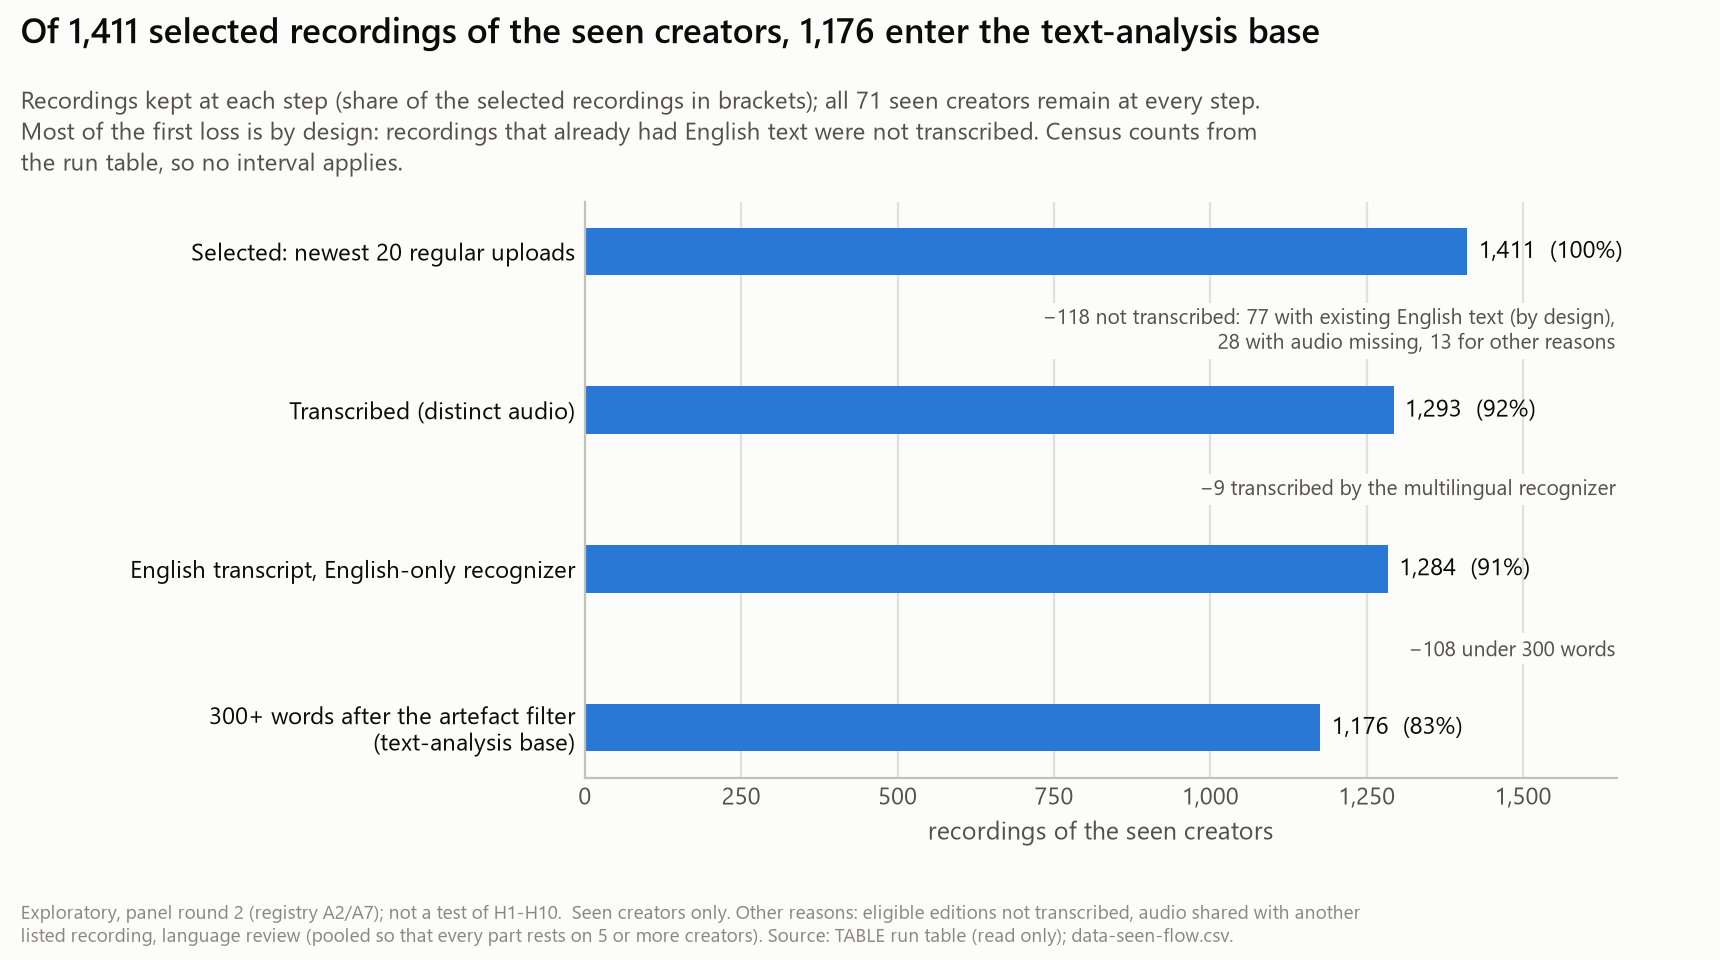 Of 1,411 selected recordings of the seen creators, 1,176 enter the text-analysis base
Recordings kept at each step (share of the selected recordings in brackets); all 71 seen creators remain at every step.
Most of the first loss is by design: recordings that already had English text were not transcribed. Census counts from
the run table, so no interval applies.
Selected: newest 20 regular uploads
1,411 (100%)
−118 not transcribed: 77 with existing English text (by design),
28 with audio missing, 13 for other reasons
Transcribed (distinct audio)
1,293 (92%)
−9 transcribed by the multilingual recognizer
English transcript, English-only recognizer
1,284 (91%)
−108 under 300 words
300+ words after the artefact filter
(text-analysis base)
1,176 (83%)
0 250 500 750 1,000 1,250 1,500
recordings of the seen creators
Exploratory, panel round 2 (registry A2/A7); not a test of H1-H10. Seen creators only. Other reasons: eligible editions not transcribed, audio shared with another
listed recording, language review (pooled so that every part rests on 5 or more creators). Source: TABLE run table (read only); data-seen-flow.csv.